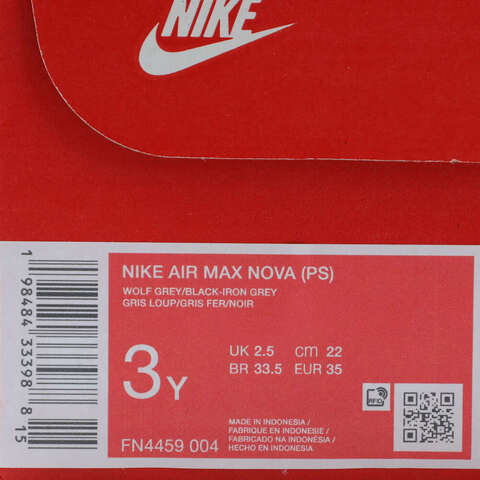 NIKE
NIKE AIR MAX NOVA (PS)
WOLF GREY/BLACK-IRON GREY
GRIS LOUP/GRIS FER/NOIR
3Y
UK 2.5 cm 22
BR 33.5 EUR 35
MADE IN INDONESIA /
FABRIQUE EN INDONESIE /
FABRICADO NA INDONESIA /
HECHO EN INDONESIA
FN4459 004
1 98484 33398 8 15